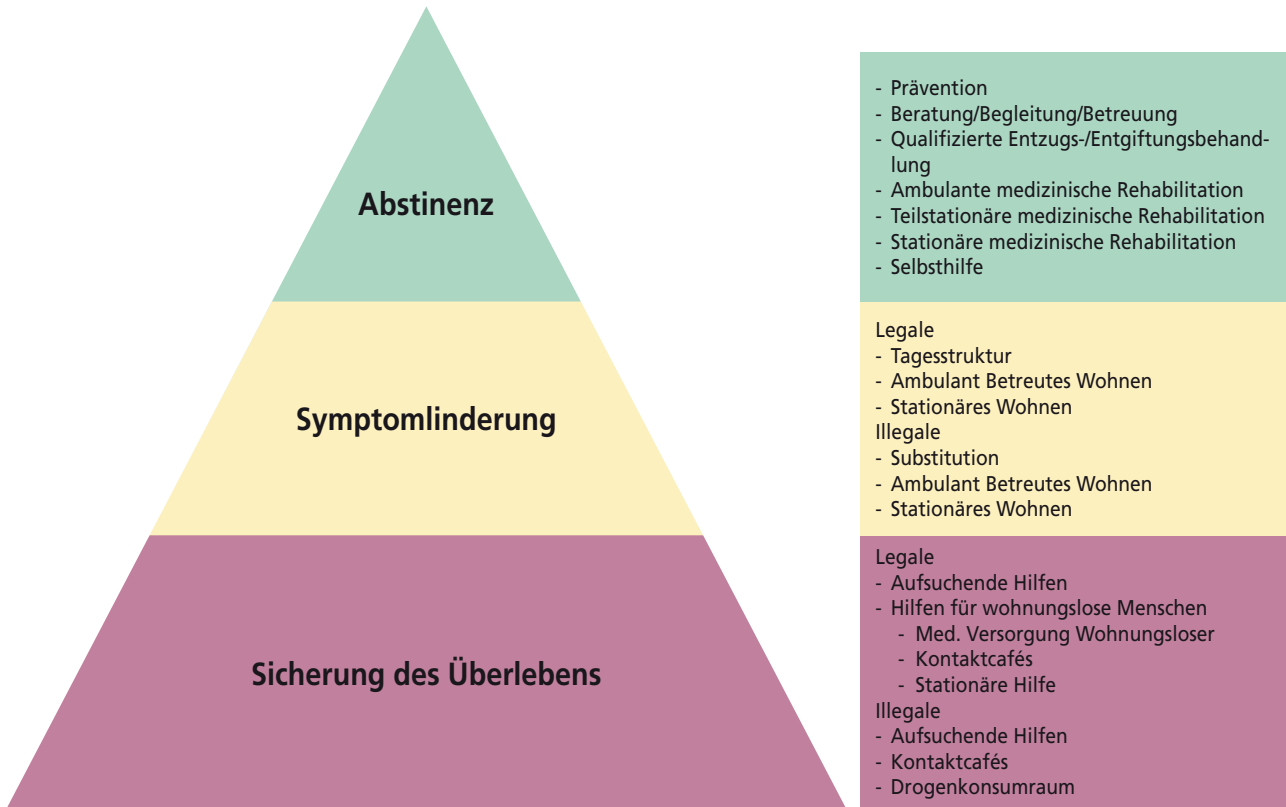 Abstinenz
- Prävention
- Beratung/Begleitung/Betreuung
- Qualifizierte Entzugs-/Entgiftungsbehand-
lung
- Ambulante medizinische Rehabilitation
- Teilstationäre medizinische Rehabilitation
- Stationäre medizinische Rehabilitation
- Selbsthilfe
Symptomlinderung
Legale
- Tagesstruktur
- Ambulant Betreutes Wohnen
- Stationäres Wohnen
Illegale
- Substitution
- Ambulant Betreutes Wohnen
- Stationäres Wohnen
Sicherung des Überlebens
Legale
- Aufsuchende Hilfen
- Hilfen für wohnungslose Menschen
- Med. Versorgung Wohnungsloser
- Kontaktcafés
- Stationäre Hilfe
Illegale
- Aufsuchende Hilfen
- Kontaktcafés
- Drogenkonsumraum